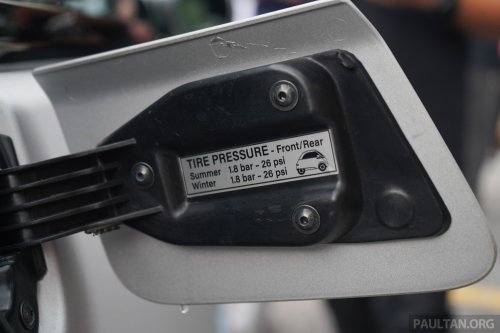 TIRE PRESSURE - Front/Rear
Summer 1.8 bar - 26 psi
Winter 1.8 bar - 26 psi
PAULTAN.ORG